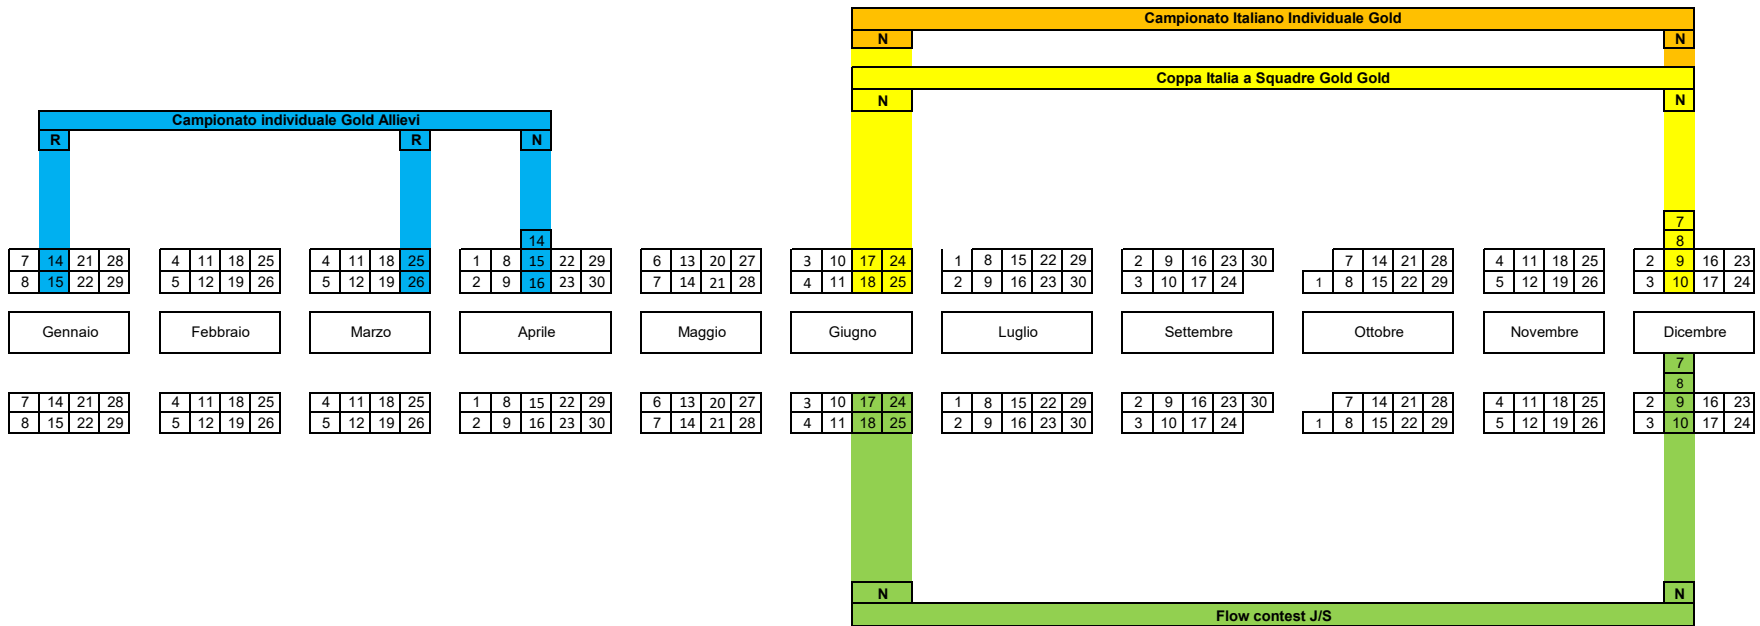 Campionato Italiano Individuale Gold
N N
Coppa Italia a Squadre Gold Gold
N N
Campionato individuale Gold Allievi
R R N
7
14 8
7 14 21 28 4 11 18 25 4 11 18 25 1 8 15 22 29 6 13 20 27 3 10 17 24 1 8 15 22 29 2 9 16 23 30 7 14 21 28 4 11 18 25 2 9 16 23
8 15 22 29 5 12 19 26 5 12 19 26 2 9 16 23 30 7 14 21 28 4 11 18 25 2 9 16 23 30 3 10 17 24 1 8 15 22 29 5 12 19 26 3 10 17 24
Gennaio Febbraio Marzo Aprile Maggio Giugno Luglio Settembre Ottobre Novembre Dicembre
7
8
7 14 21 28 4 11 18 25 4 11 18 25 1 8 15 22 29 6 13 20 27 3 10 17 24 1 8 15 22 29 2 9 16 23 30 7 14 21 28 4 11 18 25 2 9 16 23
8 15 22 29 5 12 19 26 5 12 19 26 2 9 16 23 30 7 14 21 28 4 11 18 25 2 9 16 23 30 3 10 17 24 1 8 15 22 29 5 12 19 26 3 10 17 24
N N
Flow contest J/S